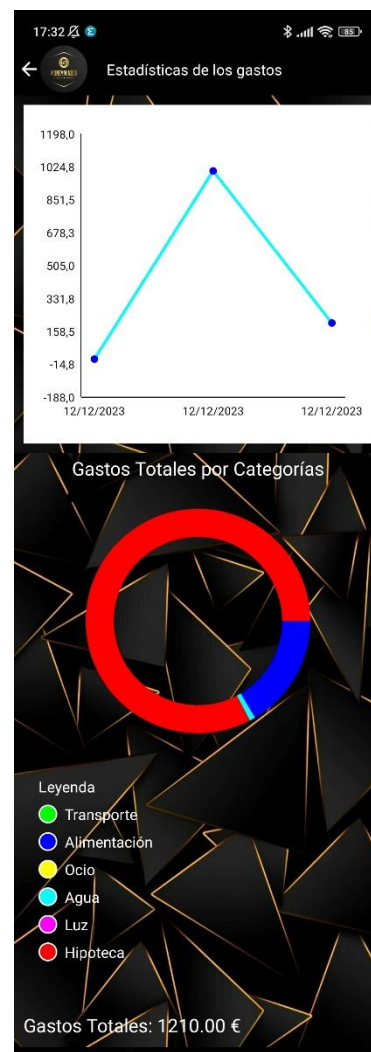 17:32 85
Estadísticas de los gastos
1198,0
1024,8
851,5
678,3
505,0
331,8
158,5
-14,8
-188,0
12/12/2023 12/12/2023 12/12/2023
Gastos Totales por Categorías
Leyenda
Transporte
Alimentación
Ocio
Agua
Luz
Hipoteca
Gastos Totales: 1210.00 €